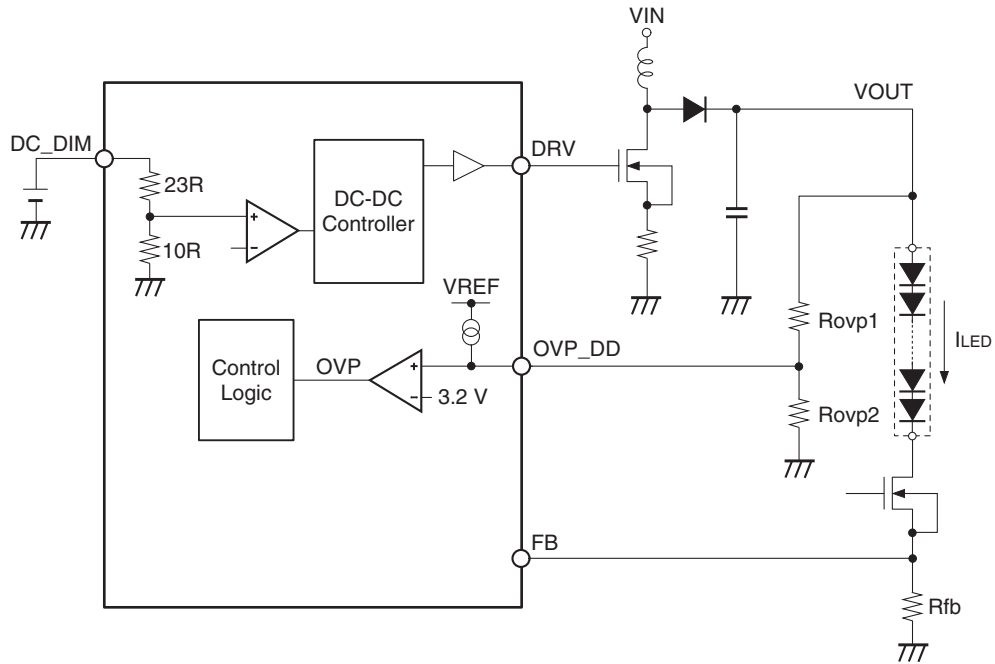 VIN
VOUT
DC_DIM
DRV
23R
DC-DC
Controller
+
−
10R
VREF
Rovp1
ILED
OVP_DD
Control
Logic
OVP
+
−
3.2 V
Rovp2
FB
Rfb